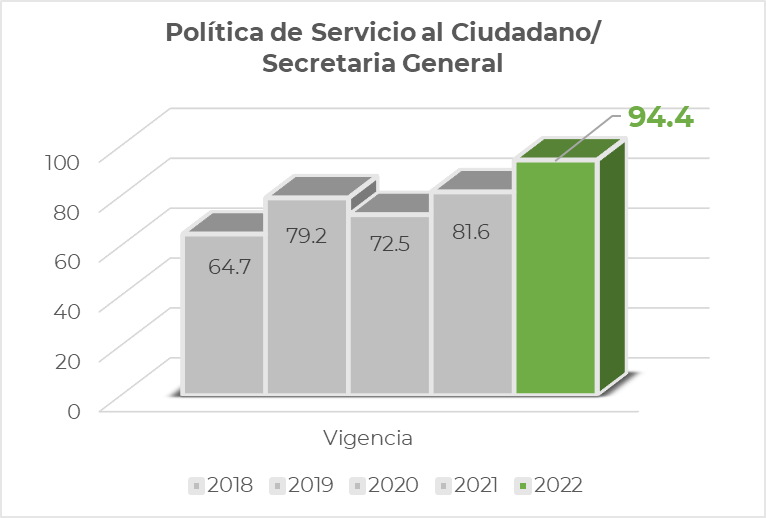 Política de Servicio al Ciudadano/
Secretaria General
94.4
100
80
60
40
20
0
64.7
79.2
72.5
81.6
Vigencia
2018 2019 2020 2021 2022